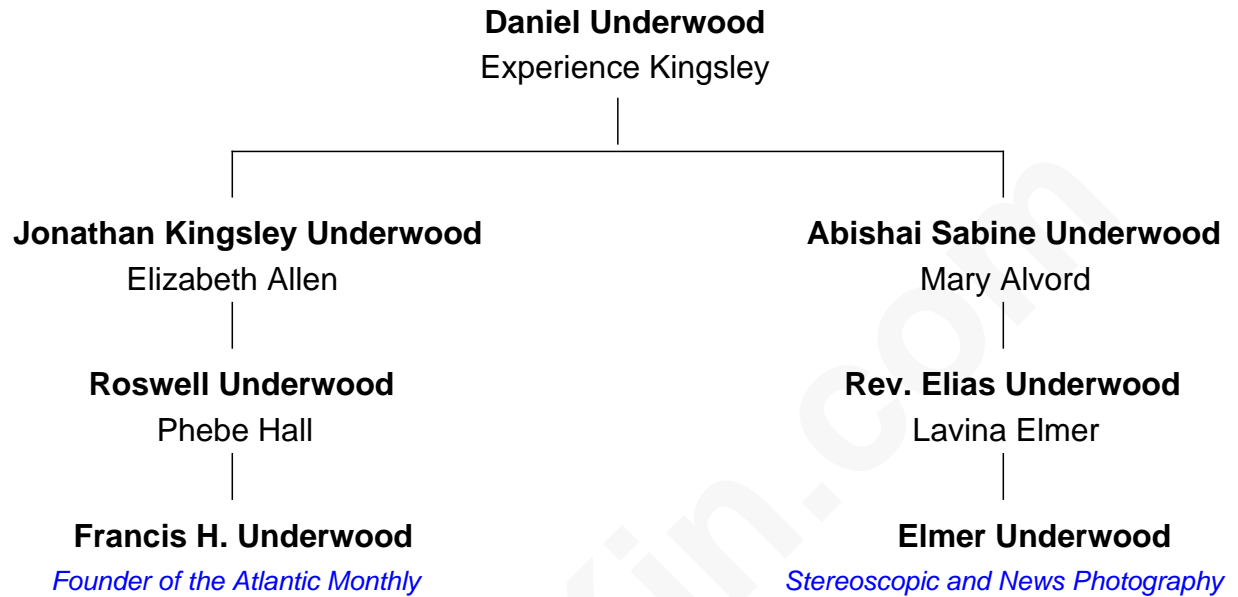 Daniel Underwood
Experience Kingsley
Jonathan Kingsley Underwood
Abishai Sabine Underwood
Elizabeth Allen
Mary Alvord
Roswell Underwood
Rev. Elias Underwood
Phebe Hall
Lavina Elmer
Francis H. Underwood
Elmer Underwood
Founder of the Atlantic Monthly
Stereoscopic and News Photography